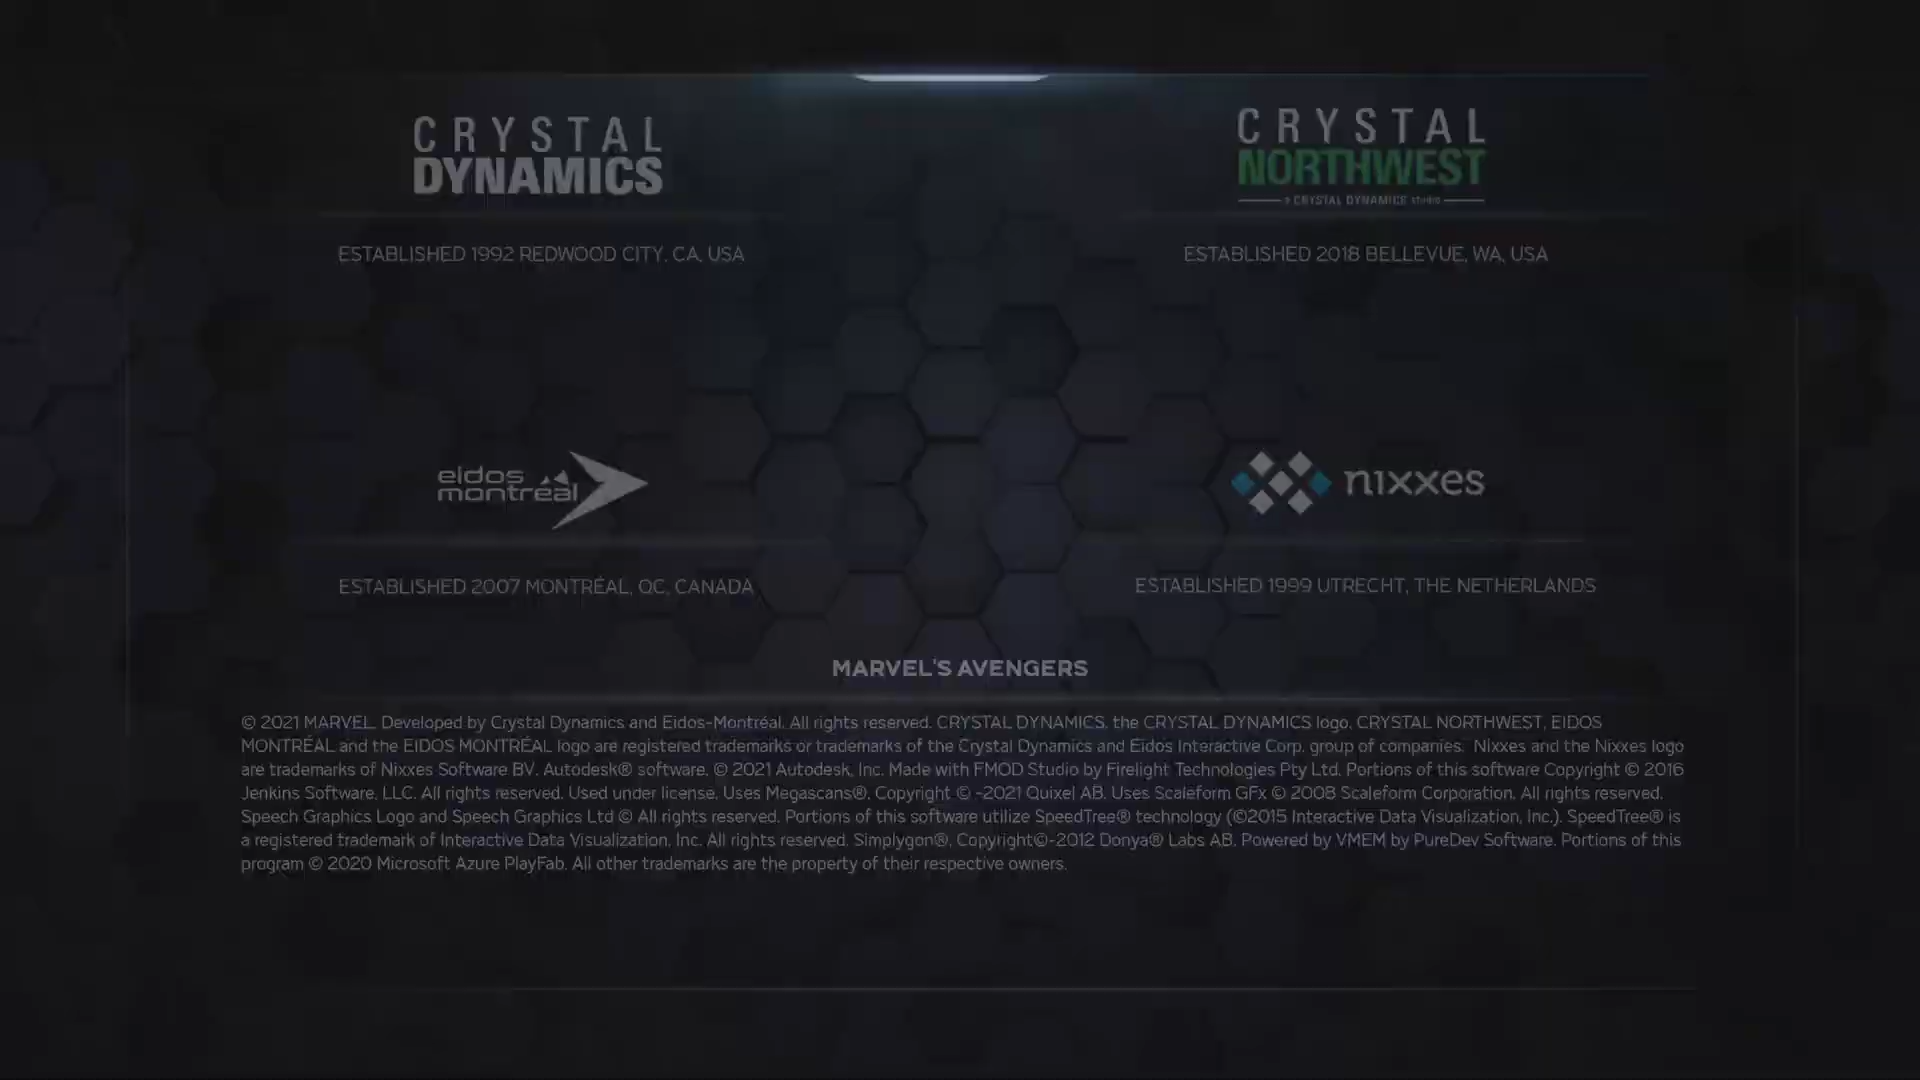 CRYSTAL
DYNAMICS
CRYSTAL
NORTHWEST
a CRYSTAL DYNAMICS studio
ESTABLISHED 1992 REDWOOD CITY, CA, USA
ESTABLISHED 2018 BELLEVUE, WA, USA
eidos
montréal
nixxes
ESTABLISHED 2007 MONTRÉAL, QC, CANADA
ESTABLISHED 1999 UTRECHT, THE NETHERLANDS
MARVEL'S AVENGERS
© 2021 MARVEL. Developed by Crystal Dynamics and Eidos-Montréal. All rights reserved. CRYSTAL DYNAMICS, the CRYSTAL DYNAMICS logo, CRYSTAL NORTHWEST, EIDOS
MONTRÉAL and the EIDOS MONTRÉAL logo are registered trademarks or trademarks of the Crystal Dynamics and Eidos Interactive Corp. group of companies. Nixxes and the Nixxes logo
are trademarks of Nixxes Software BV. Autodesk® software. © 2021 Autodesk, Inc. Made with FMOD Studio by Firelight Technologies Pty Ltd. Portions of this software Copyright © 2016
Jenkins Software, LLC. All rights reserved. Used under license. Uses Megascans®. Copyright © -2021 Quixel AB. Uses Scaleform GFx © 2008 Scaleform Corporation. All rights reserved.
Speech Graphics Logo and Speech Graphics Ltd © All rights reserved. Portions of this software utilize SpeedTree® technology (©2015 Interactive Data Visualization, Inc.). SpeedTree® is
a registered trademark of Interactive Data Visualization, Inc. All rights reserved. Simplygon®, Copyright©-2012 Donya® Labs AB. Powered by VMEM by PureDev Software. Portions of this
program © 2020 Microsoft Azure PlayFab. All other trademarks are the property of their respective owners.